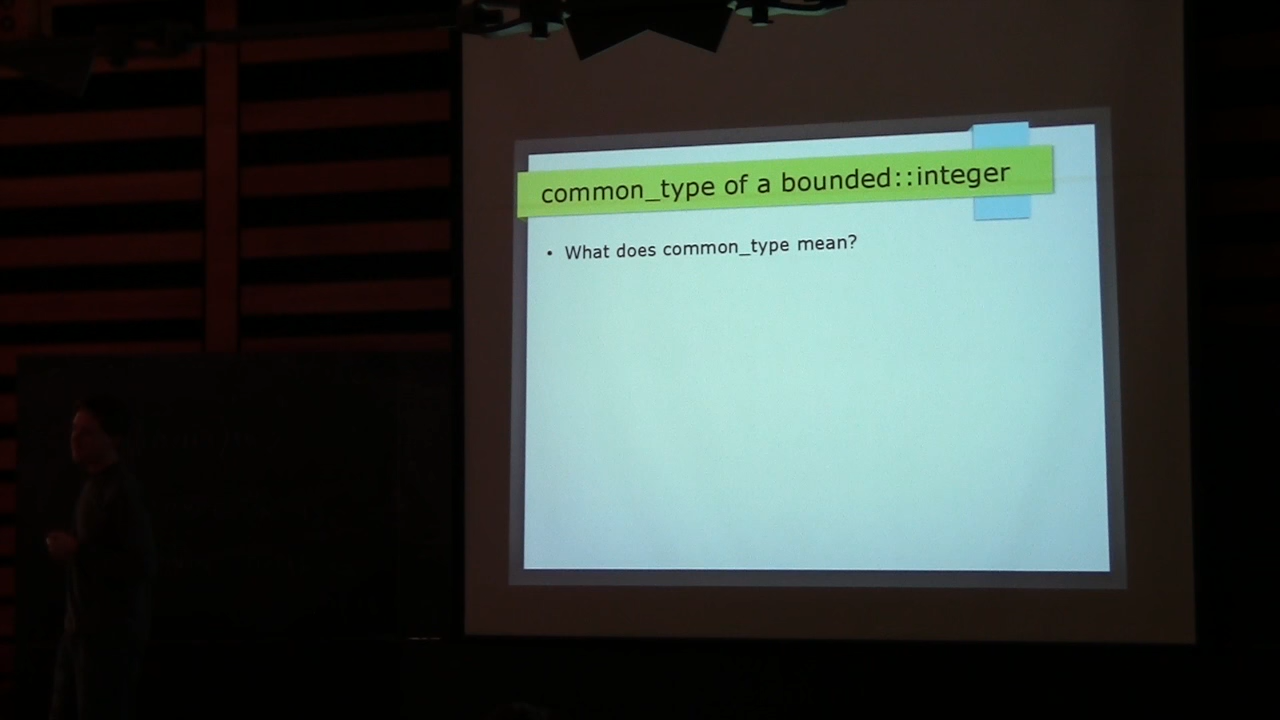 common_type of a bounded::integer
• What does common_type mean?